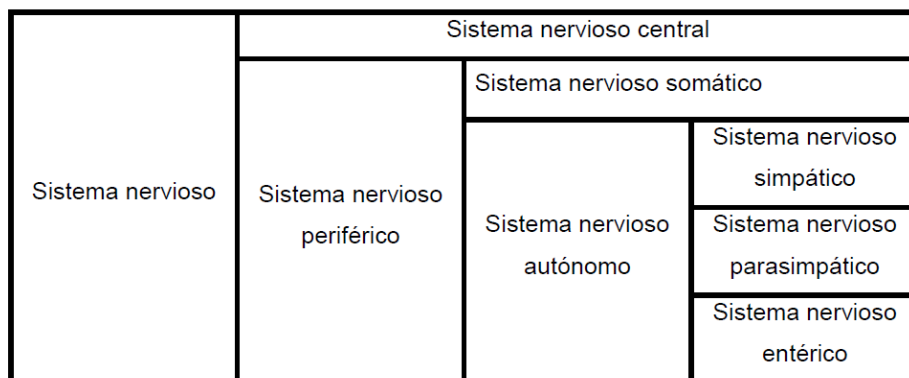 Sistema nervioso central
Sistema nervioso somático
Sistema nervioso
simpático
Sistema nervioso
Sistema nervioso
periférico
Sistema nervioso
autónomo
Sistema nervioso
parasimpático
Sistema nervioso
entérico